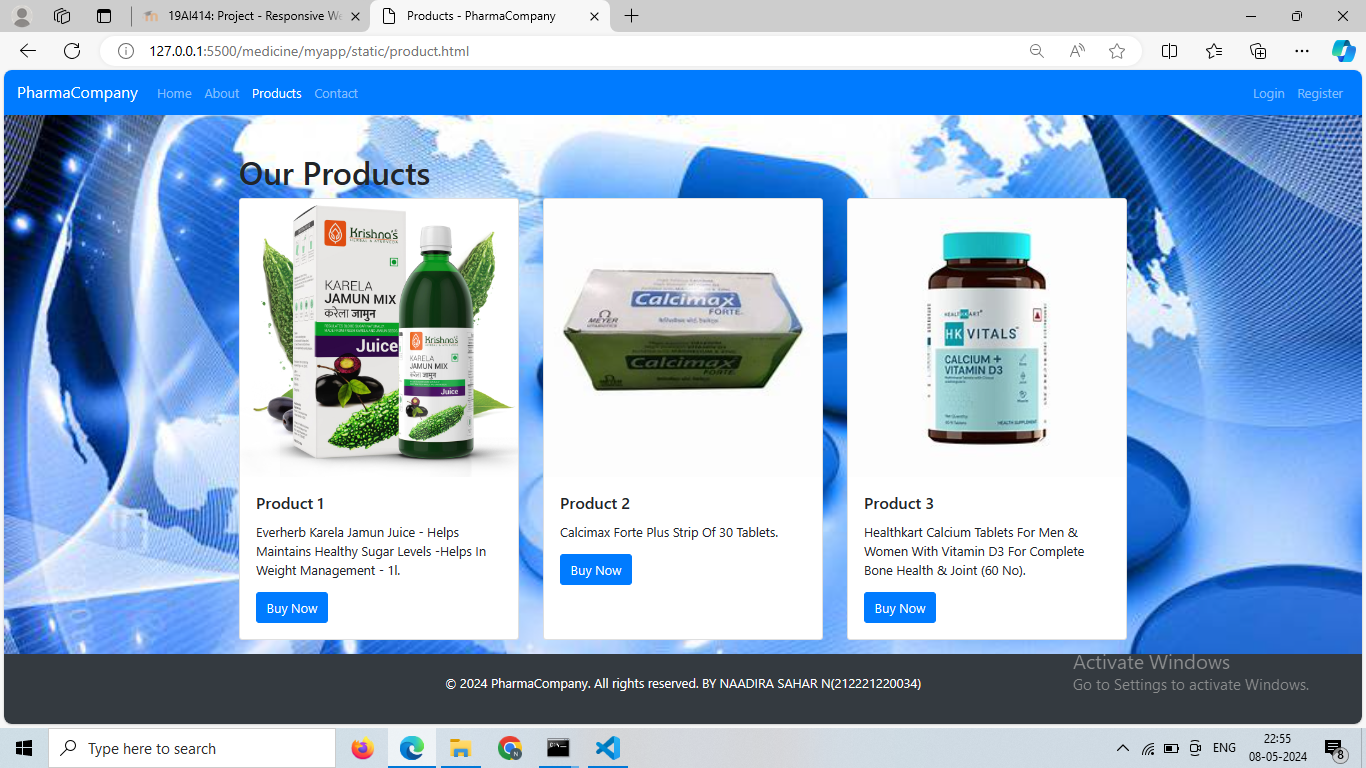 19AI414: Project - Responsive We
Products - PharmaCompany
127.0.0.1:5500/medicine/myapp/static/product.html
PharmaCompany Home About Products Contact Login Register
Our Products
Krishna's
HERBAL & AYURVEDA
KARELA
JAMUN MIX
करेला जामुन
Juice
Krishna's
KARELA
JAMUN MIX
करेला जामुन
Juice
Calcimax
FORTE
MEYER
Calcimax
FORTE
HEALTHKART
HK VITALS
CALCIUM +
VITAMIN D3
HEALTH SUPPLEMENT
Product 1
Everherb Karela Jamun Juice - Helps
Maintains Healthy Sugar Levels -Helps In
Weight Management - 1l.
Buy Now
Product 2
Calcimax Forte Plus Strip Of 30 Tablets.
Buy Now
Product 3
Healthkart Calcium Tablets For Men &
Women With Vitamin D3 For Complete
Bone Health & Joint (60 No).
Buy Now
© 2024 PharmaCompany. All rights reserved. BY NAADIRA SAHAR N(212221220034)
Activate Windows
Go to Settings to activate Windows.
Type here to search
ENG
22:55
08-05-2024
8